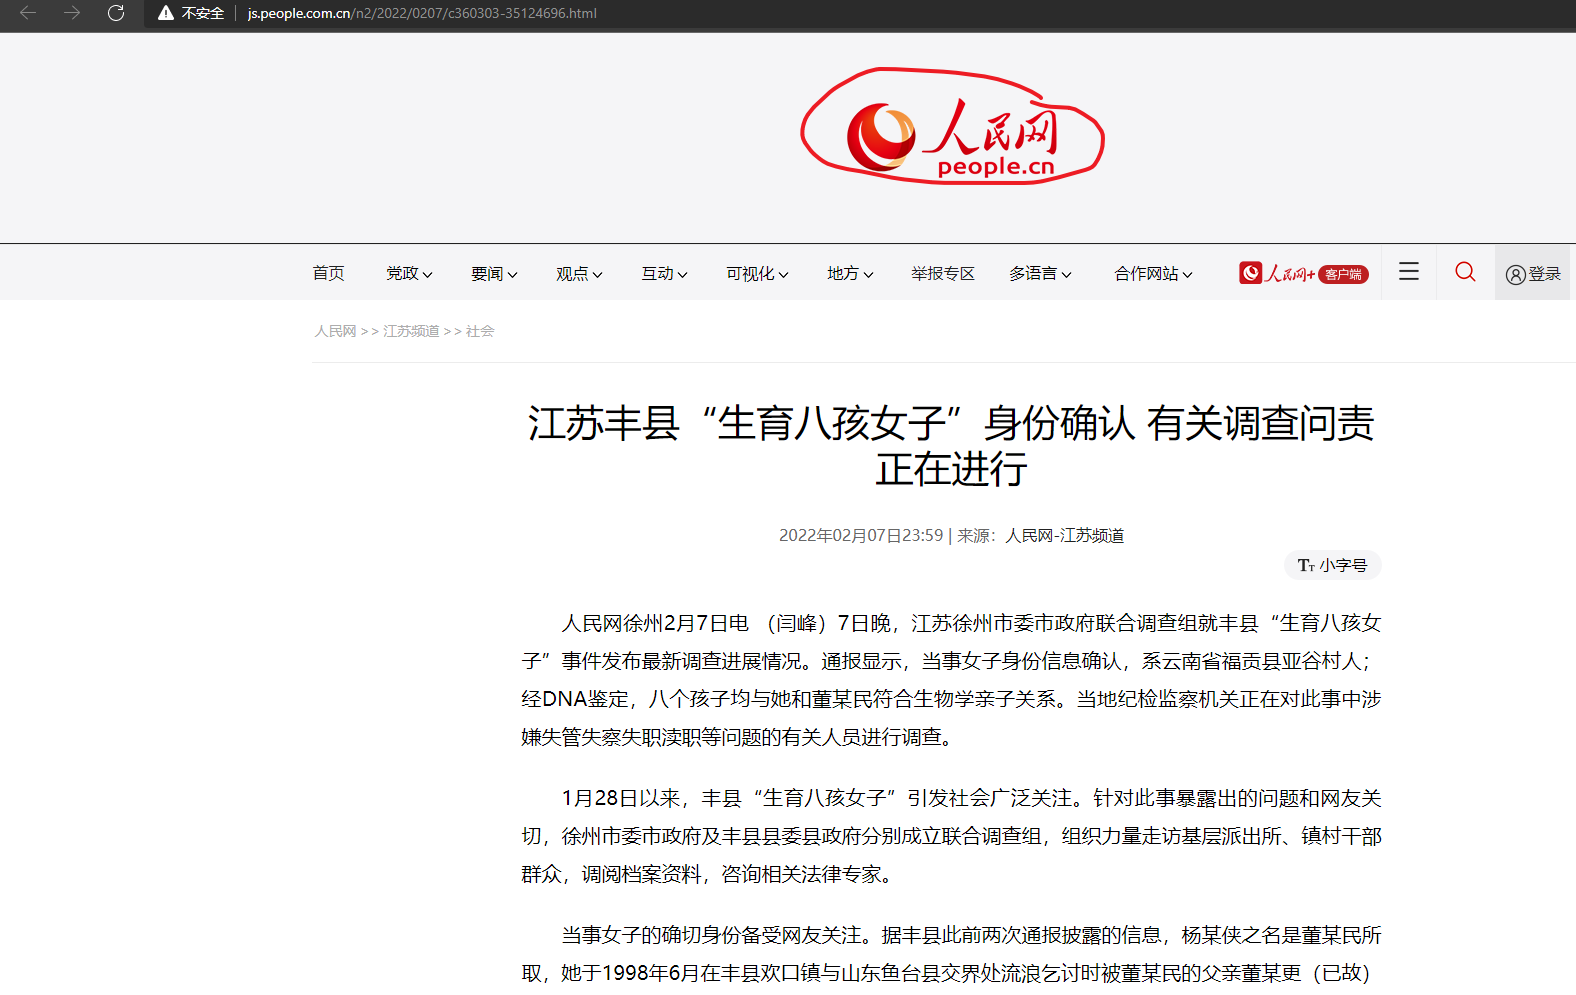 不安全 js.people.com.cn/n2/2022/0207/c360303-35124696.html
人民网
people.cn
首页 党政 要闻 观点 互动 可视化 地方 举报专区 多语言 合作网站 人民网+ 客户端 登录
人民网 >> 江苏频道 >> 社会
江苏丰县“生育八孩女子”身份确认 有关调查问责
正在进行
2022年02月07日23:59 | 来源：人民网-江苏频道
TT 小字号
人民网徐州2月7日电 （闫峰）7日晚，江苏徐州市委市政府联合调查组就丰县“生育八孩女
子”事件发布最新调查进展情况。通报显示，当事女子身份信息确认，系云南省福贡县亚谷村人；
经DNA鉴定，八个孩子均与她和董某民符合生物学亲子关系。当地纪检监察机关正在对此事中涉
嫌失管失察失职渎职等问题的有关人员进行调查。
1月28日以来，丰县“生育八孩女子”引发社会广泛关注。针对此事暴露出的问题和网友关
切，徐州市委市政府及丰县县委县政府分别成立联合调查组，组织力量走访基层派出所、镇村干部
群众，调阅档案资料，咨询相关法律专家。
当事女子的确切身份备受网友关注。据丰县此前两次通报披露的信息，杨某侠之名是董某民所
取，她于1998年6月在丰县欢口镇与山东鱼台县交界处流浪乞讨时被董某民的父亲董某更（已故）